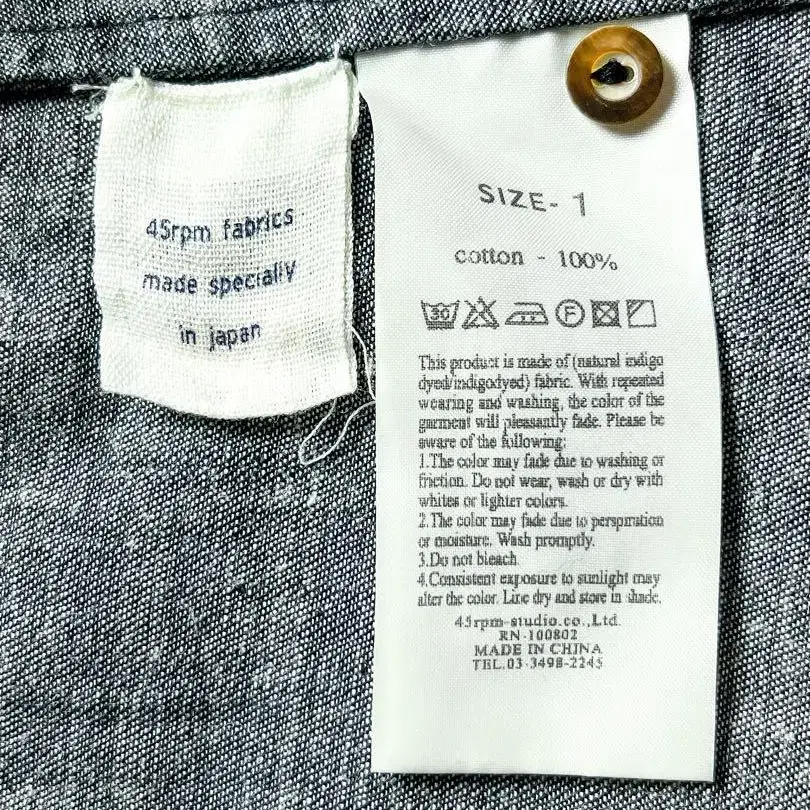 45rpm fabrics
made specially
in japan
SIZE- 1
cotton - 100%
30
F
This product is made of (natural indigo
dyed/indigodyed) fabric. With repeated
wearing and washing, the color of the
garment will pleasantly fade. Please be
aware of the following:
1.The color may fade due to washing or
friction. Do not wear, wash or dry with
whites or lighter colors.
2.The color may fade due to perspiration
or moisture. Wash promptly.
3.Do not bleach.
4.Consistent exposure to sunlight may
alter the color. Line dry and store in shade.
45rpm-studio.co.,Ltd.
RN-100802
MADE IN CHINA
TEL.03-3498-2245